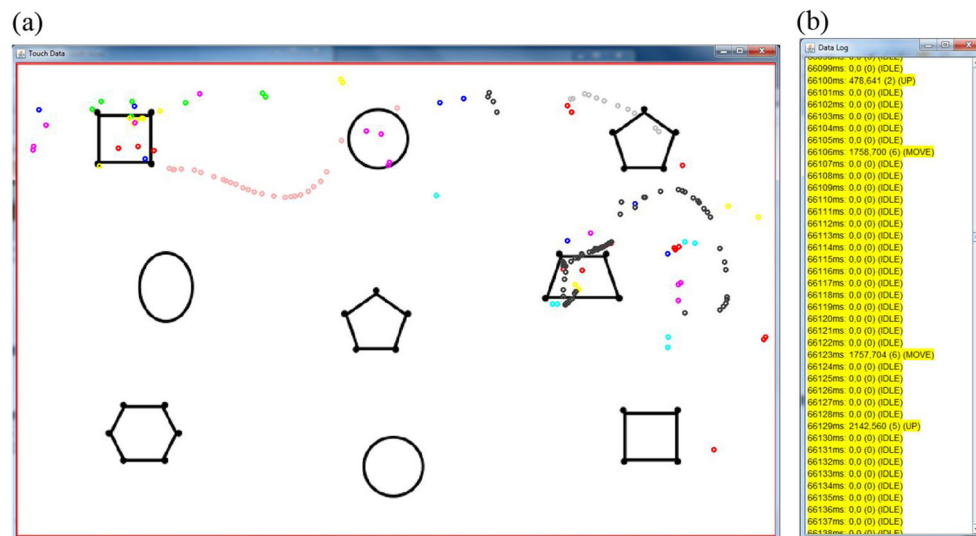 (a)
(b)
Touch Data
Data Log
66099ms: 0,0 (0) (IDLE)
66100ms: 478,641 (2) (UP)
66101ms: 0,0 (0) (IDLE)
66102ms: 0,0 (0) (IDLE)
66103ms: 0,0 (0) (IDLE)
66104ms: 0,0 (0) (IDLE)
66105ms: 0,0 (0) (IDLE)
66106ms: 1758,700 (6) (MOVE)
66107ms: 0,0 (0) (IDLE)
66108ms: 0,0 (0) (IDLE)
66109ms: 0,0 (0) (IDLE)
66110ms: 0,0 (0) (IDLE)
66111ms: 0,0 (0) (IDLE)
66112ms: 0,0 (0) (IDLE)
66113ms: 0,0 (0) (IDLE)
66114ms: 0,0 (0) (IDLE)
66115ms: 0,0 (0) (IDLE)
66116ms: 0,0 (0) (IDLE)
66117ms: 0,0 (0) (IDLE)
66118ms: 0,0 (0) (IDLE)
66119ms: 0,0 (0) (IDLE)
66120ms: 0,0 (0) (IDLE)
66121ms: 0,0 (0) (IDLE)
66122ms: 0,0 (0) (IDLE)
66123ms: 1757,704 (6) (MOVE)
66124ms: 0,0 (0) (IDLE)
66125ms: 0,0 (0) (IDLE)
66126ms: 0,0 (0) (IDLE)
66127ms: 0,0 (0) (IDLE)
66128ms: 0,0 (0) (IDLE)
66129ms: 2142,560 (5) (UP)
66130ms: 0,0 (0) (IDLE)
66131ms: 0,0 (0) (IDLE)
66132ms: 0,0 (0) (IDLE)
66133ms: 0,0 (0) (IDLE)
66134ms: 0,0 (0) (IDLE)
66135ms: 0,0 (0) (IDLE)
66136ms: 0,0 (0) (IDLE)
66137ms: 0,0 (0) (IDLE)
66138ms: 0,0 (0) (IDLE)